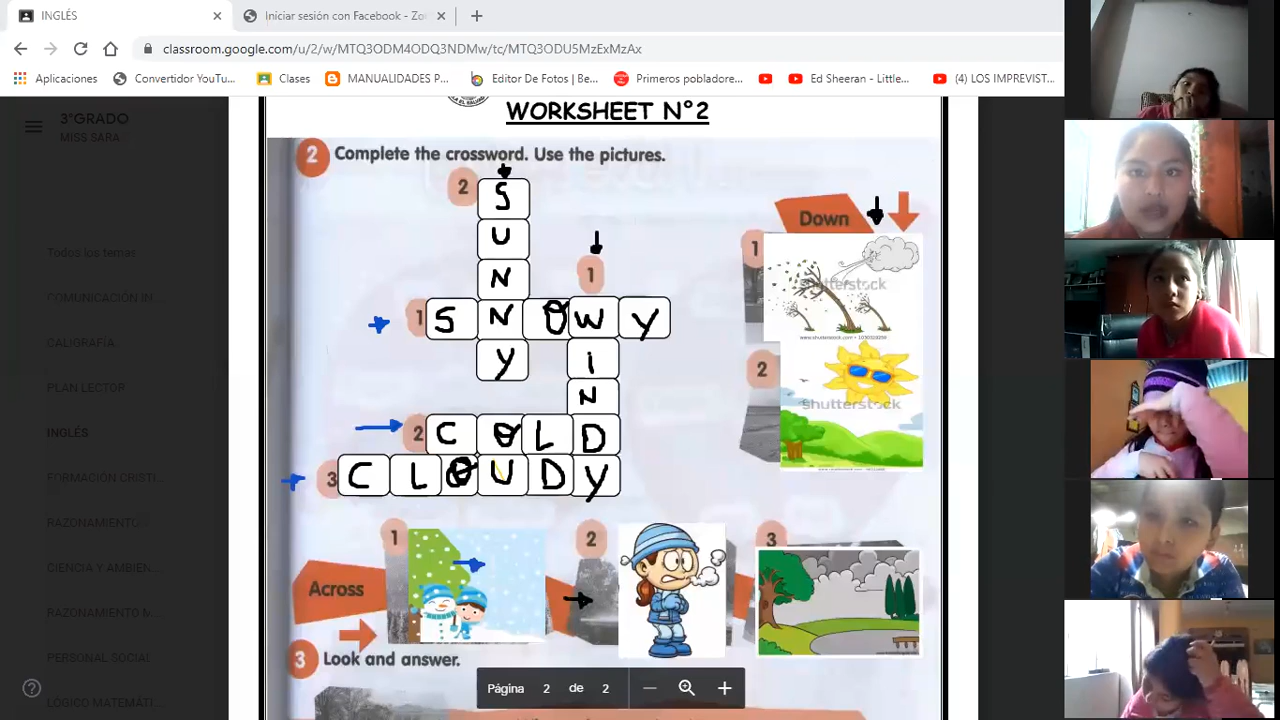 INGLÉS
Iniciar sesión con Facebook - Zo
classroom.google.com/u/2/w/MTQ3ODM4ODQ3NDMw/tc/MTQ3ODU5MzExMzAx
Aplicaciones
Convertidor YouTu...
Clases
MANUALIDADES P...
Editor De Fotos | Be...
Primeros pobladore...
Ed Sheeran - Little...
(4) LOS IMPREVIST...
3°GRADO
MISS SARA
Todos los temas
COMUNICACIÓN IN...
CALIGRAFÍA
PLAN LECTOR
INGLÉS
FORMACIÓN CRISTI...
RAZONAMIENTO
CIENCIA Y AMBIEN...
RAZONAMIENTO M...
PERSONAL SOCIAL
LÓGICO MATEMÁTI...
WORKSHEET N°2
2 Complete the crossword. Use the pictures.
2
S
U
N
1
1 S N O W Y
Y i
N
2 C O L D
3 C L O U D Y
Down
1
shutterstock
2
shutterstock
Across
1
2
3
3 Look and answer.
Página 2 de 2